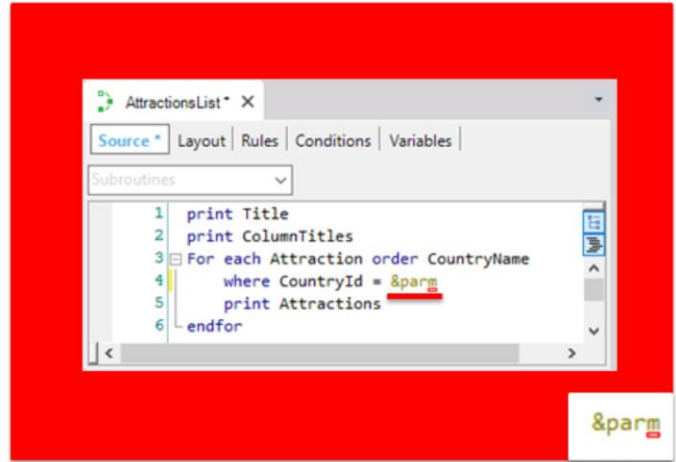 AttractionsList* X
Source * Layout Rules Conditions Variables
Subroutines
1 print Title
2 print ColumnTitles
3 For each Attraction order CountryName
4 where CountryId = &parm
5 print Attractions
6 endfor
&parm